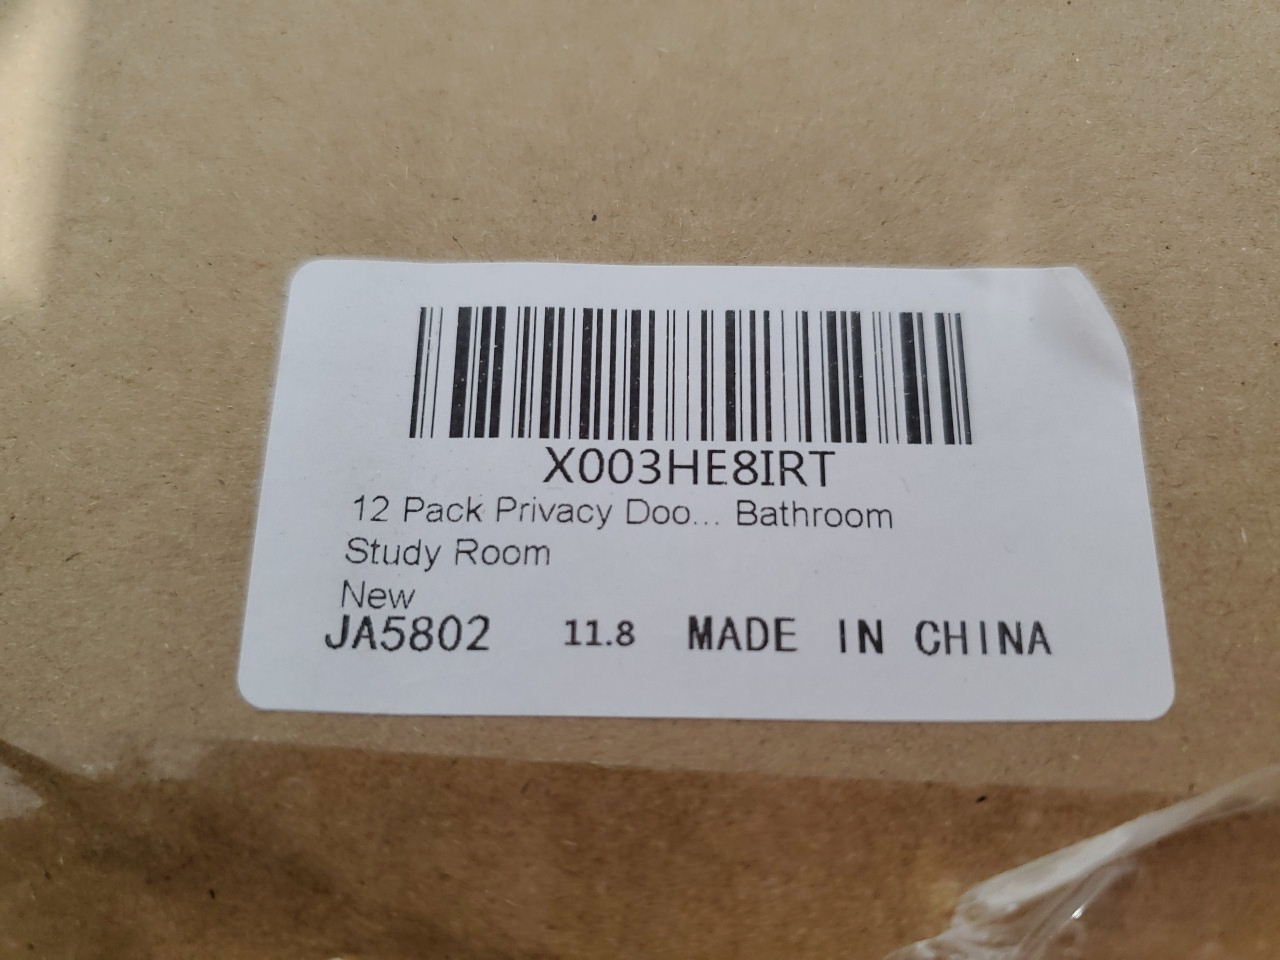 X003HE8IRT
12 Pack Privacy Doo... Bathroom
Study Room
New
JA5802 11.8 MADE IN CHINA